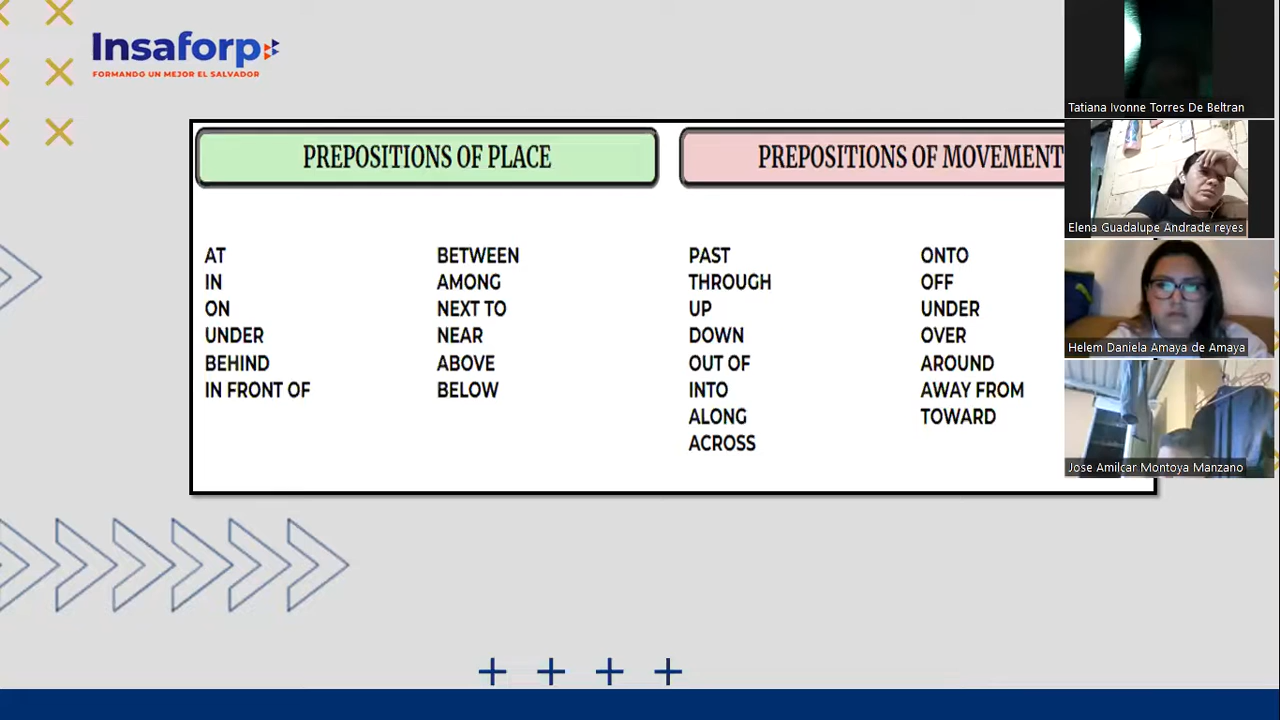 Insaforp
FORMANDO UN MEJOR EL SALVADOR
PREPOSITIONS OF PLACE
AT
IN
ON
UNDER
BEHIND
IN FRONT OF
BETWEEN
AMONG
NEXT TO
NEAR
ABOVE
BELOW
PREPOSITIONS OF MOVEMENT
PAST
THROUGH
UP
DOWN
OUT OF
INTO
ALONG
ACROSS
ONTO
OFF
UNDER
OVER
AROUND
AWAY FROM
TOWARD
Tatiana Ivonne Torres De Beltran
Elena Guadalupe Andrade reyes
Helem Daniela Amaya de Amaya
Jose Amilcar Montoya Manzano